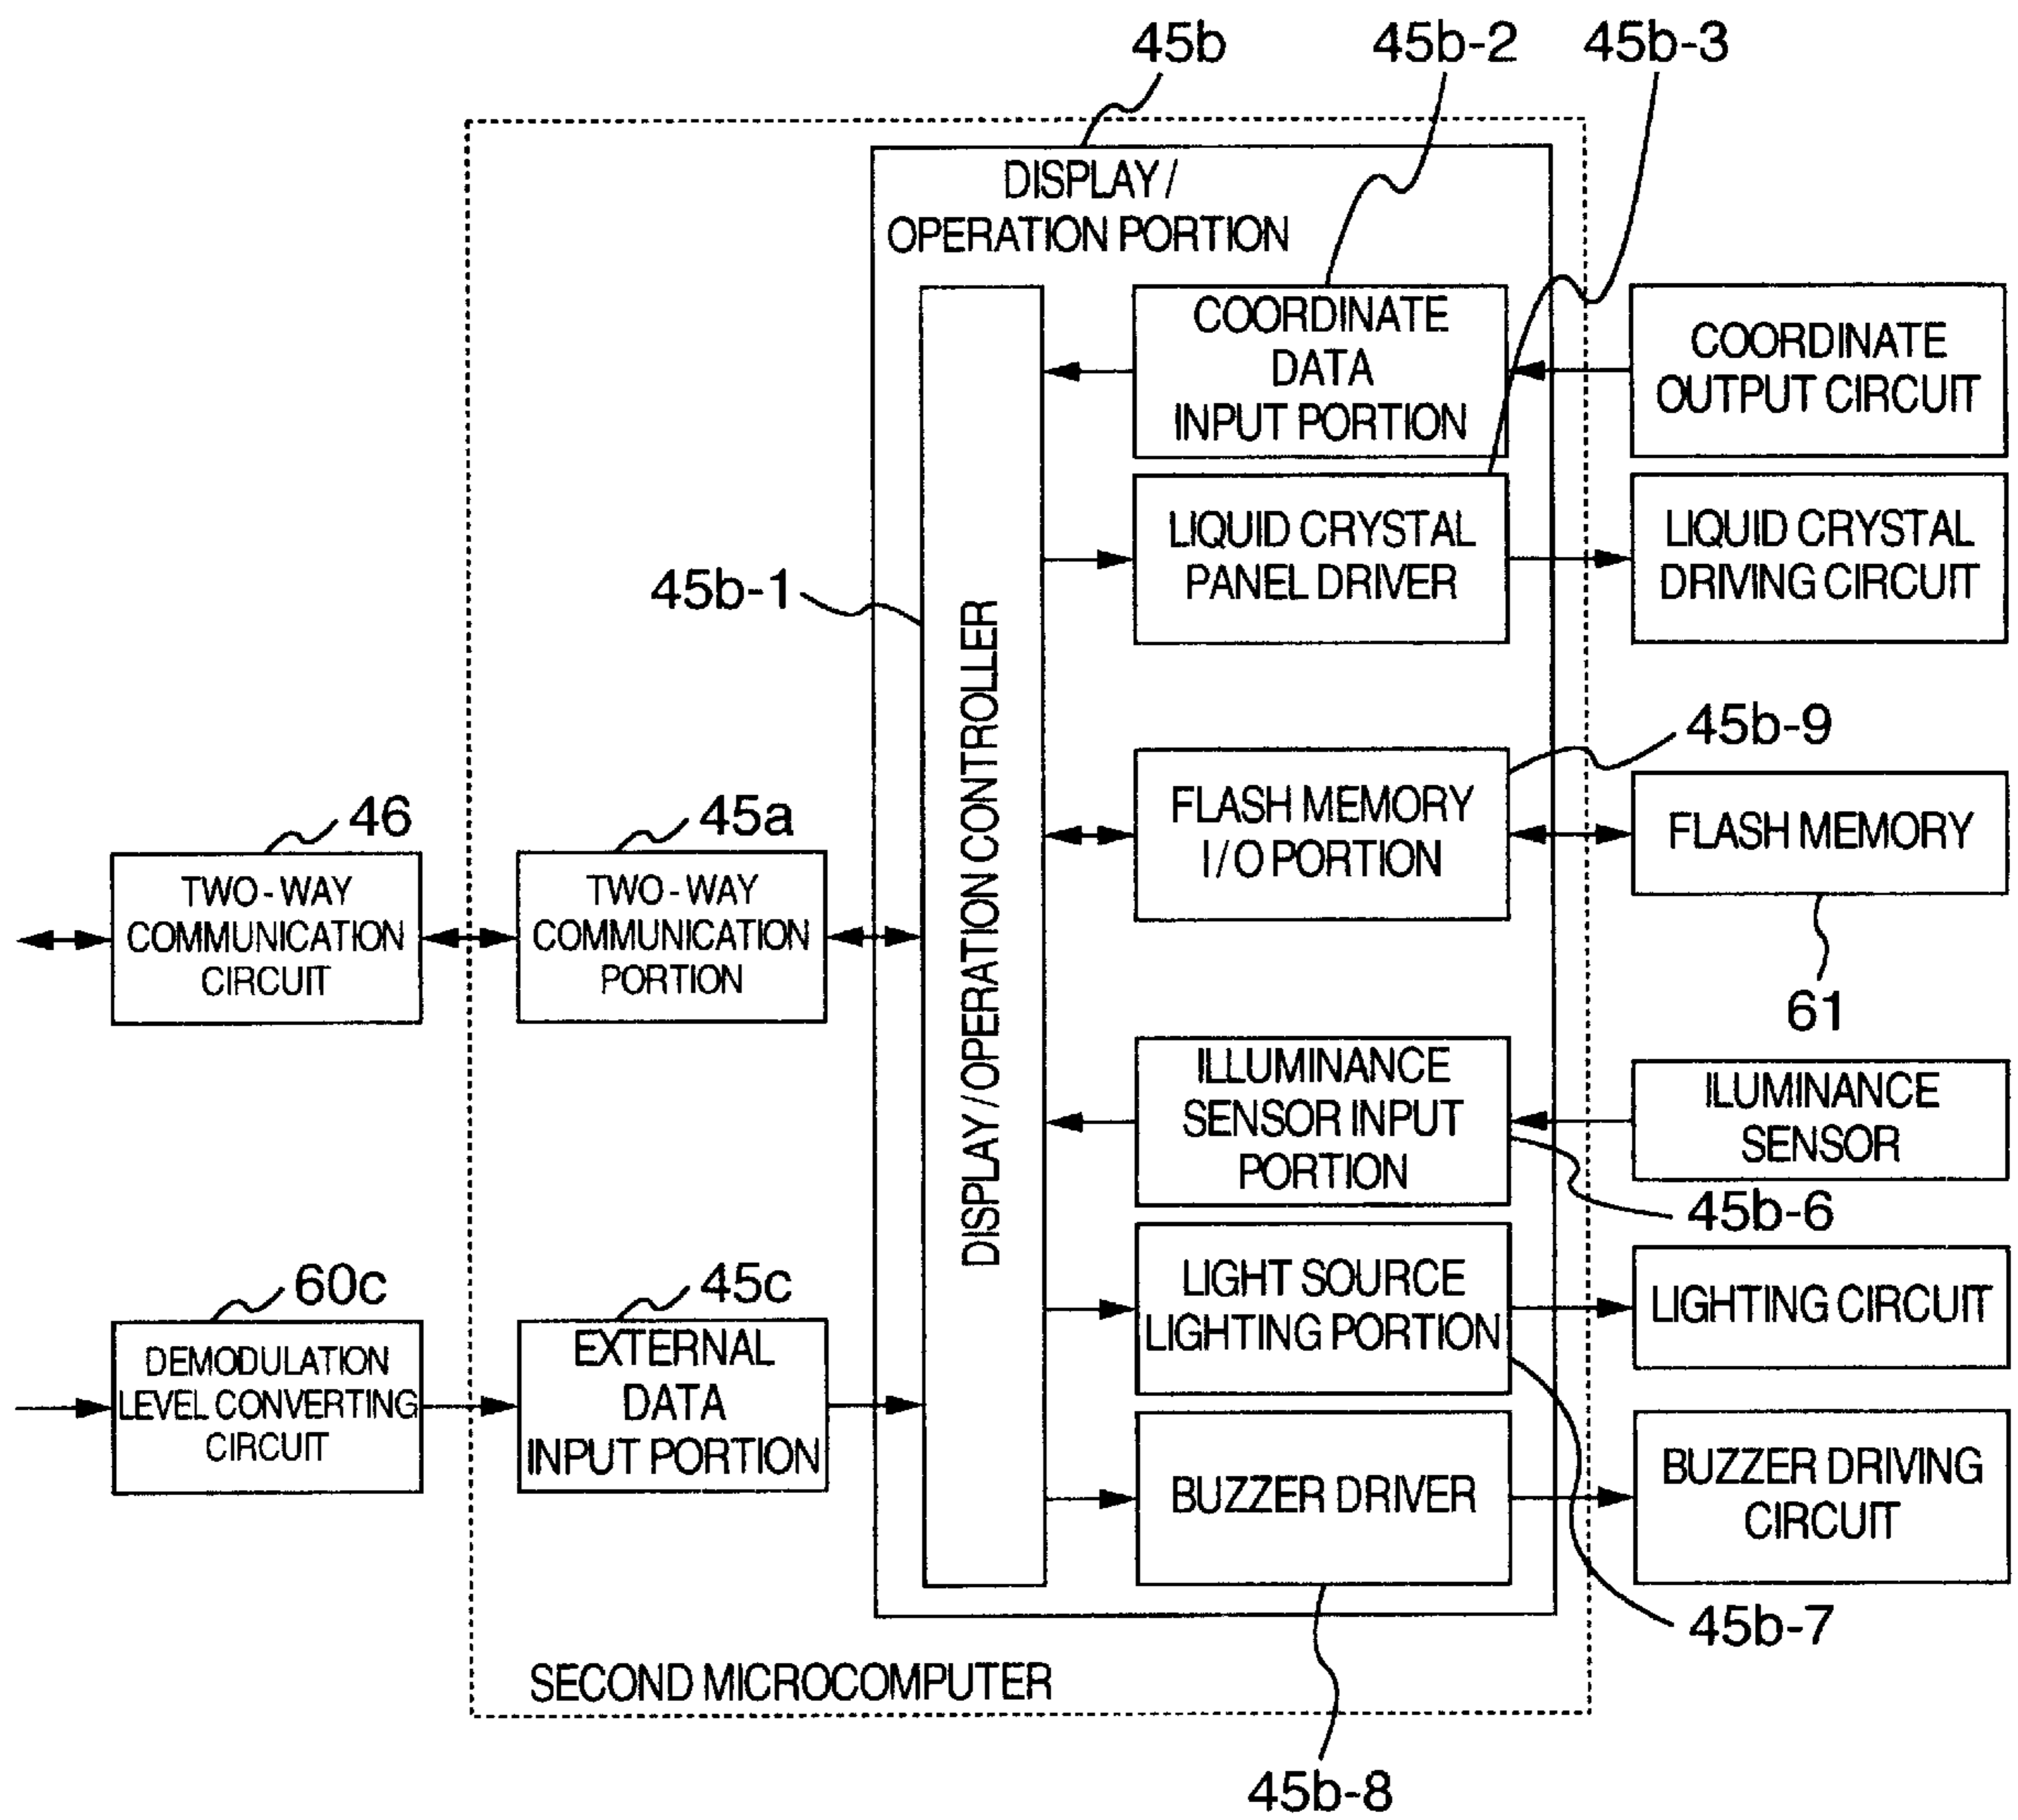 45b
45b-2
45b-3
DISPLAY /
OPERATION PORTION
COORDINATE
DATA
INPUT PORTION
COORDINATE
OUTPUT CIRCUIT
LIQUID CRYSTAL
PANEL DRIVER
LIQUID CRYSTAL
DRIVING CIRCUIT
45b-1
DISPLAY / OPERATION CONTROLLER
45b-9
FLASH MEMORY
I / O PORTION
FLASH MEMORY
61
46
TWO - WAY
COMMUNICATION
CIRCUIT
45a
TWO - WAY
COMMUNICATION
PORTION
ILLUMINANCE
SENSOR INPUT
PORTION
ILUMINANCE
SENSOR
45b-6
60c
DEMODULATION
LEVEL CONVERTING
CIRCUIT
45c
EXTERNAL
DATA
INPUT PORTION
LIGHT SOURCE
LIGHTING PORTION
LIGHTING CIRCUIT
BUZZER DRIVER
BUZZER DRIVING
CIRCUIT
45b-7
SECOND MICROCOMPUTER
45b-8